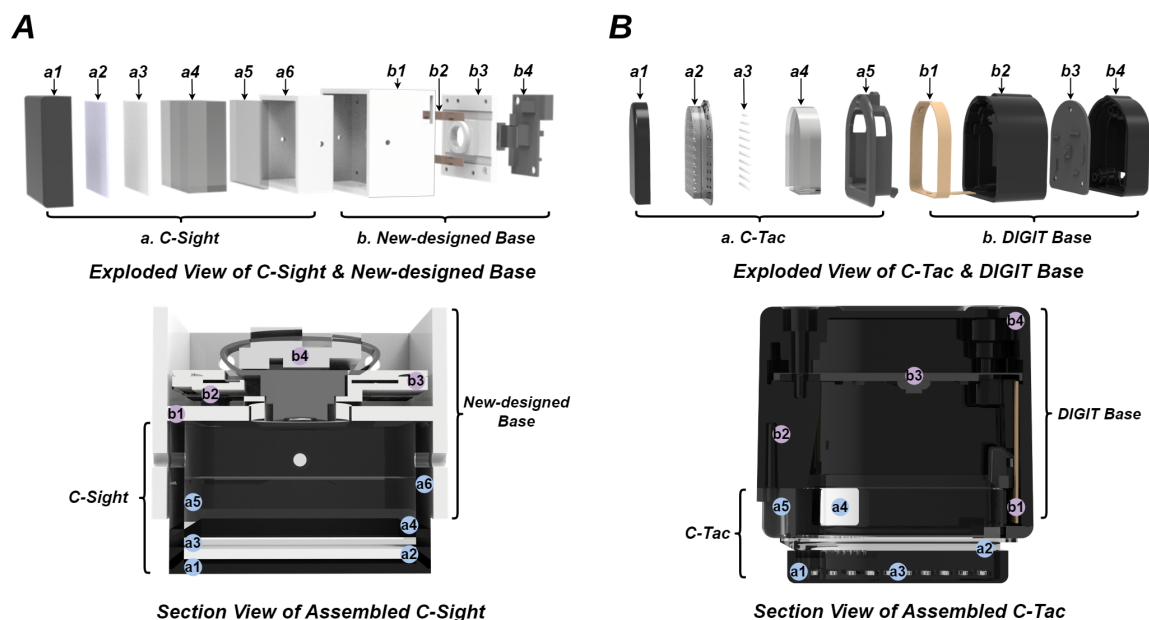 A
B
a1 a2 a3 a4 a5 a6 b1 b2 b3 b4
a1 a2 a3 a4 a5 b1 b2 b3 b4
a. C-Sight
b. New-designed Base
a. C-Tac
b. DIGIT Base
Exploded View of C-Sight & New-designed Base
Exploded View of C-Tac & DIGIT Base
b4
b3
b2
b1
New-designed
Base
C-Sight
a6
a5
a4
a3
a2
a1
Section View of Assembled C-Sight
b4
b3
DIGIT Base
b2
a5
a4
b1
C-Tac
a2
a1
a3
Section View of Assembled C-Tac